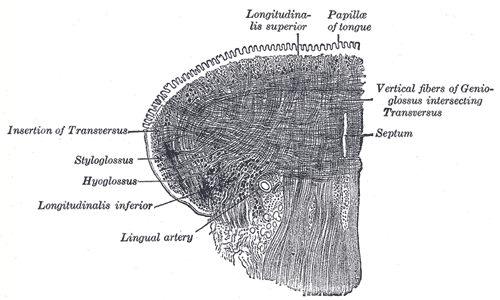 Longitudina-
lis superior
Papillæ
of tongue
Vertical fibers of Genio-
glossus intersecting
Transversus
Septum
Insertion of Transversus
Styloglossus
Hyoglossus
Longitudinalis inferior
Lingual artery